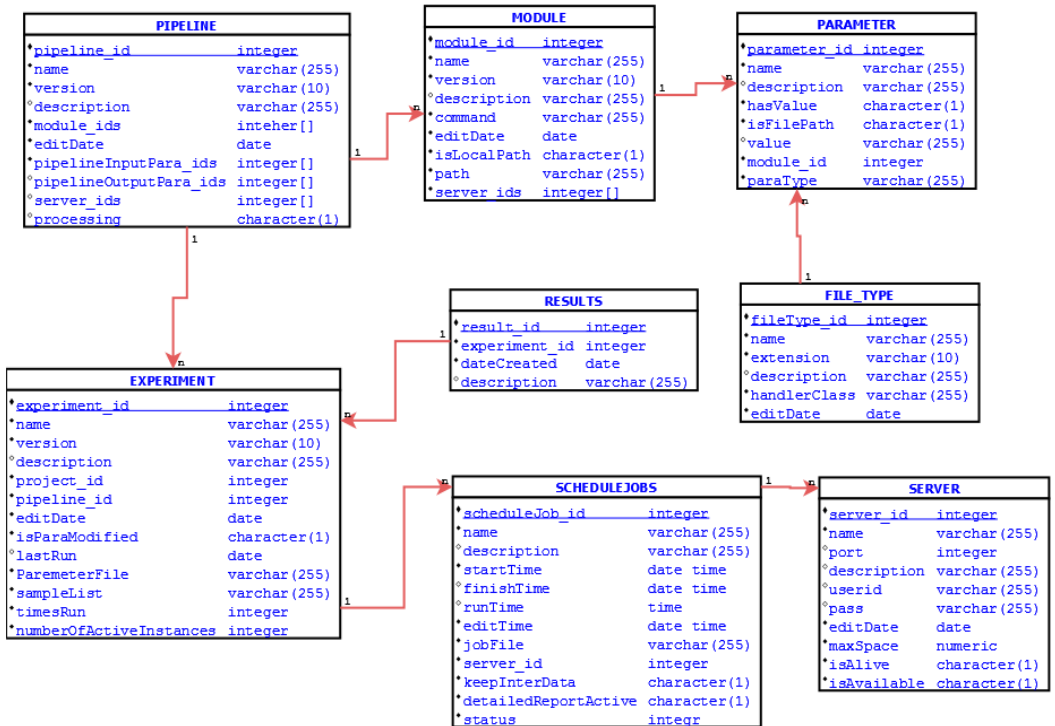 PIPELINE
pipeline_id integer
name varchar(255)
version varchar(10)
description varchar(255)
module_ids inteher[]
editDate date
pipelineInputPara_ids integer[]
pipelineOutputPara_ids integer[]
server_ids integer[]
processing character(1)
1
1
n
MODULE
module_id integer
name varchar(255)
version varchar(10)
description varchar(255)
command varchar(255)
editDate date
isLocalPath character(1)
path varchar(255)
server_ids integer[]
1
n
n
PARAMETER
parameter_id integer
name varchar(255)
description varchar(255)
hasValue character(1)
isFilePath character(1)
value varchar(255)
module_id integer
paraType varchar(255)
n
1
FILE_TYPE
fileType_id integer
name varchar(255)
extension varchar(10)
description varchar(255)
handlerClass varchar(255)
editDate date
RESULTS
result_id integer
experiment_id integer
dateCreated date
description varchar(255)
1
n
EXPERIMENT
experiment_id integer
name varchar(255)
version varchar(10)
description varchar(255)
project_id integer
pipeline_id integer
editDate date
isParaModified character(1)
lastRun date
ParemeterFile varchar(255)
sampleList varchar(255)
timesRun integer
numberOfActiveInstances integer
1
n
SCHEDULEJOBS
scheduleJob_id integer
name varchar(255)
description varchar(255)
startTime date time
finishTime date time
runTime time
editTime date time
jobFile varchar(255)
server_id integer
keepInterData character(1)
detailedReportActive character(1)
status integr
1
n
SERVER
server_id integer
name varchar(255)
port integer
description varchar(255)
userid varchar(255)
pass varchar(255)
editDate date
maxSpace numeric
isAlive character(1)
isAvailable character(1)